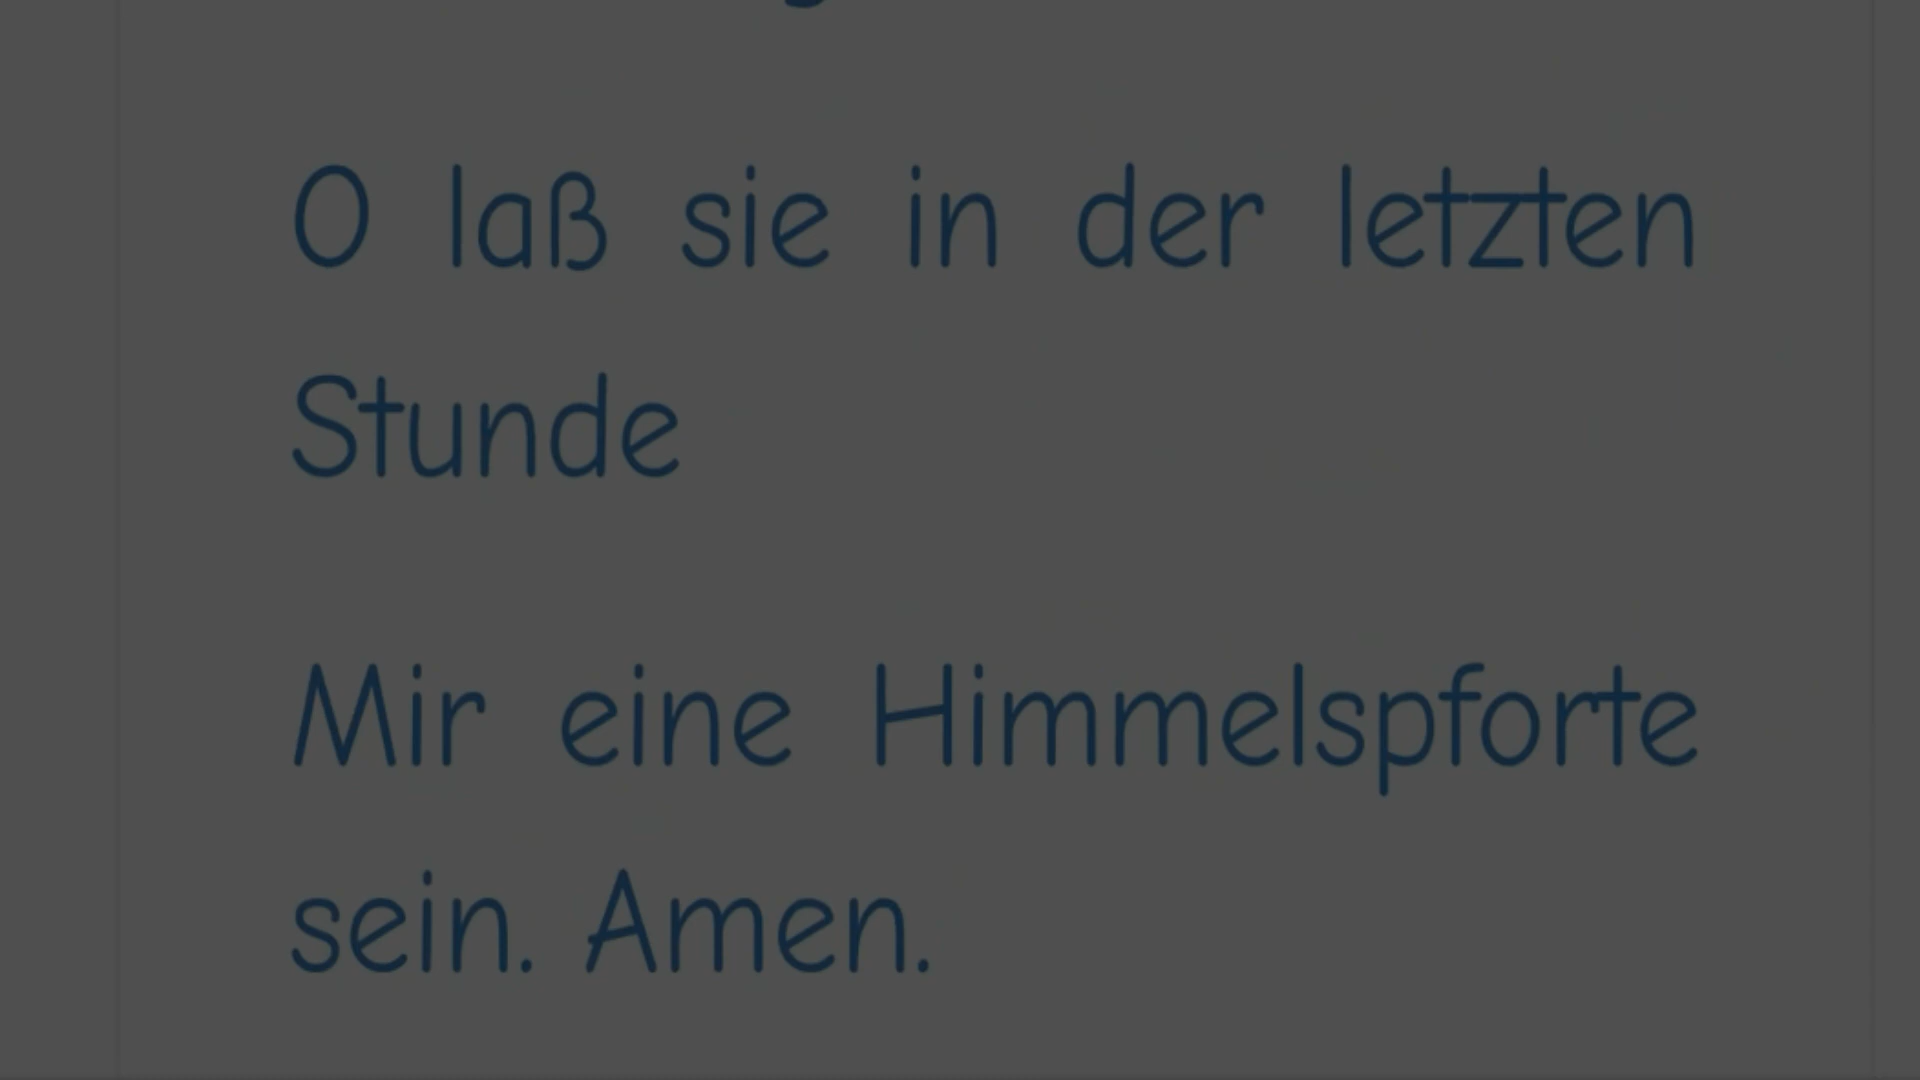 O laß sie in der letzten
Stunde
Mir eine Himmelspforte
sein. Amen.